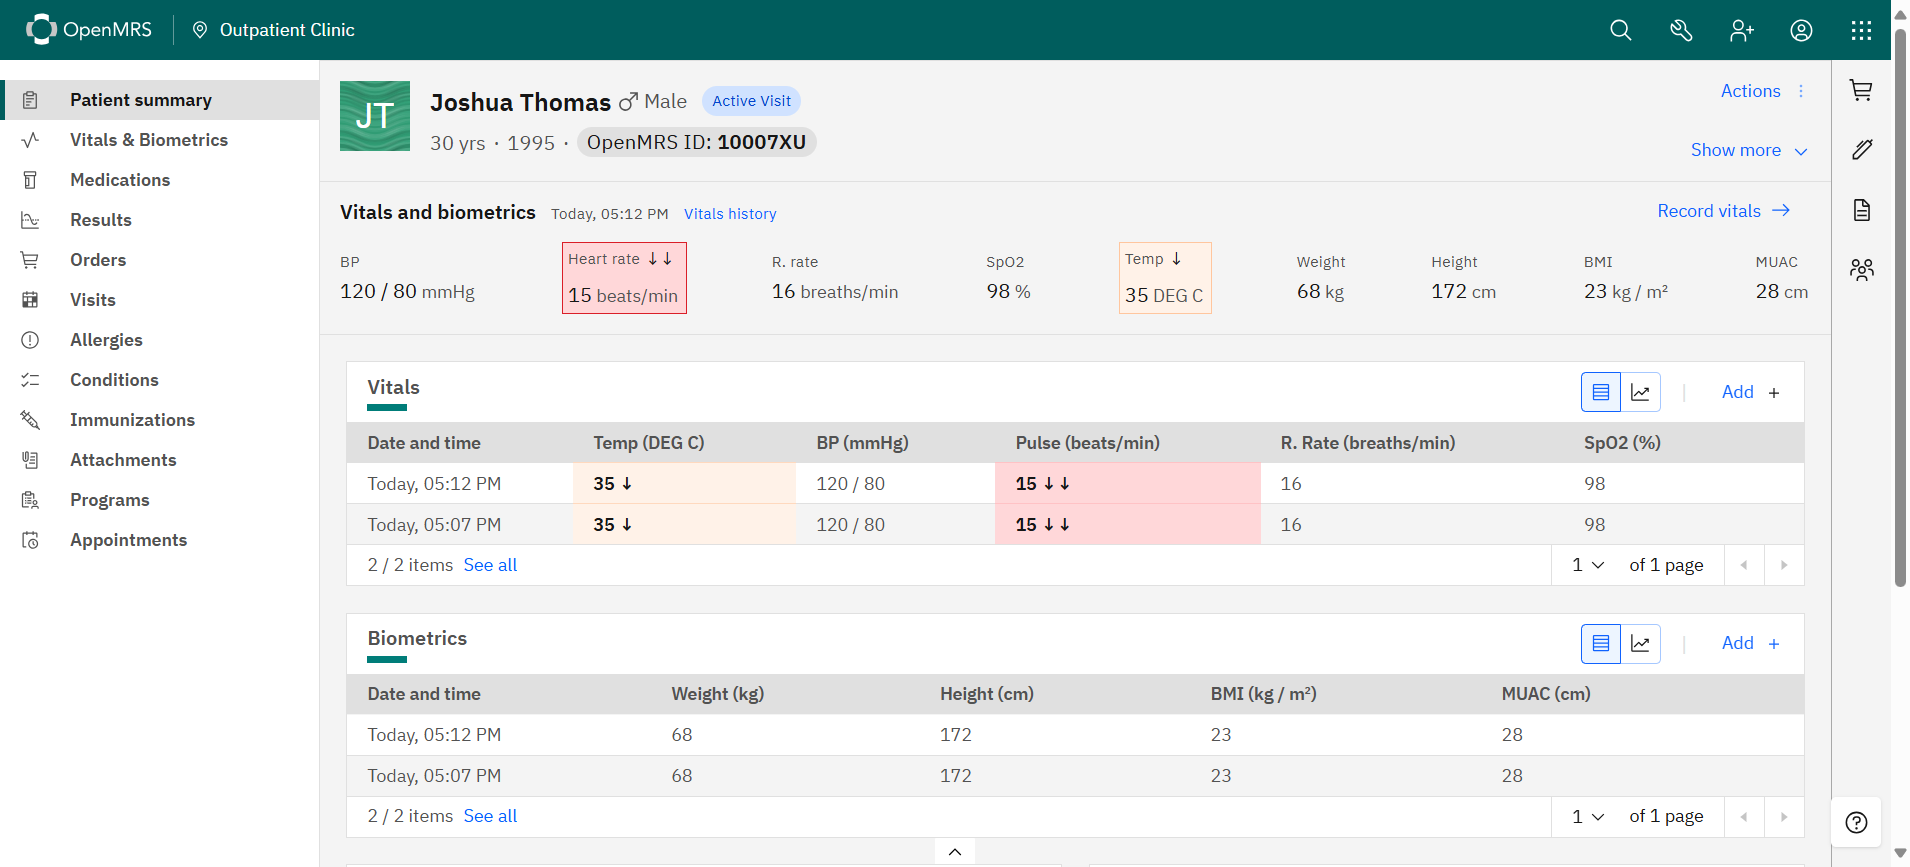 OpenMRS
Outpatient Clinic
Patient summary
Vitals & Biometrics
Medications
Results
Orders
Visits
Allergies
Conditions
Immunizations
Attachments
Programs
Appointments
JT
Joshua Thomas Male Active Visit
30 yrs · 1995 · OpenMRS ID: 10007XU
Actions
Show more
Vitals and biometrics Today, 05:12 PM Vitals history
Record vitals →
BP Heart rate ↓↓ R. rate SpO2 Temp ↓ Weight Height BMI MUAC
120 / 80 mmHg 15 beats/min 16 breaths/min 98 % 35 DEG C 68 kg 172 cm 23 kg / m² 28 cm
Vitals
Add +
Date and time Temp (DEG C) BP (mmHg) Pulse (beats/min) R. Rate (breaths/min) SpO2 (%)
Today, 05:12 PM 35 ↓ 120 / 80 15 ↓↓ 16 98
Today, 05:07 PM 35 ↓ 120 / 80 15 ↓↓ 16 98
2 / 2 items See all 1 of 1 page
Biometrics
Add +
Date and time Weight (kg) Height (cm) BMI (kg / m²) MUAC (cm)
Today, 05:12 PM 68 172 23 28
Today, 05:07 PM 68 172 23 28
2 / 2 items See all 1 of 1 page